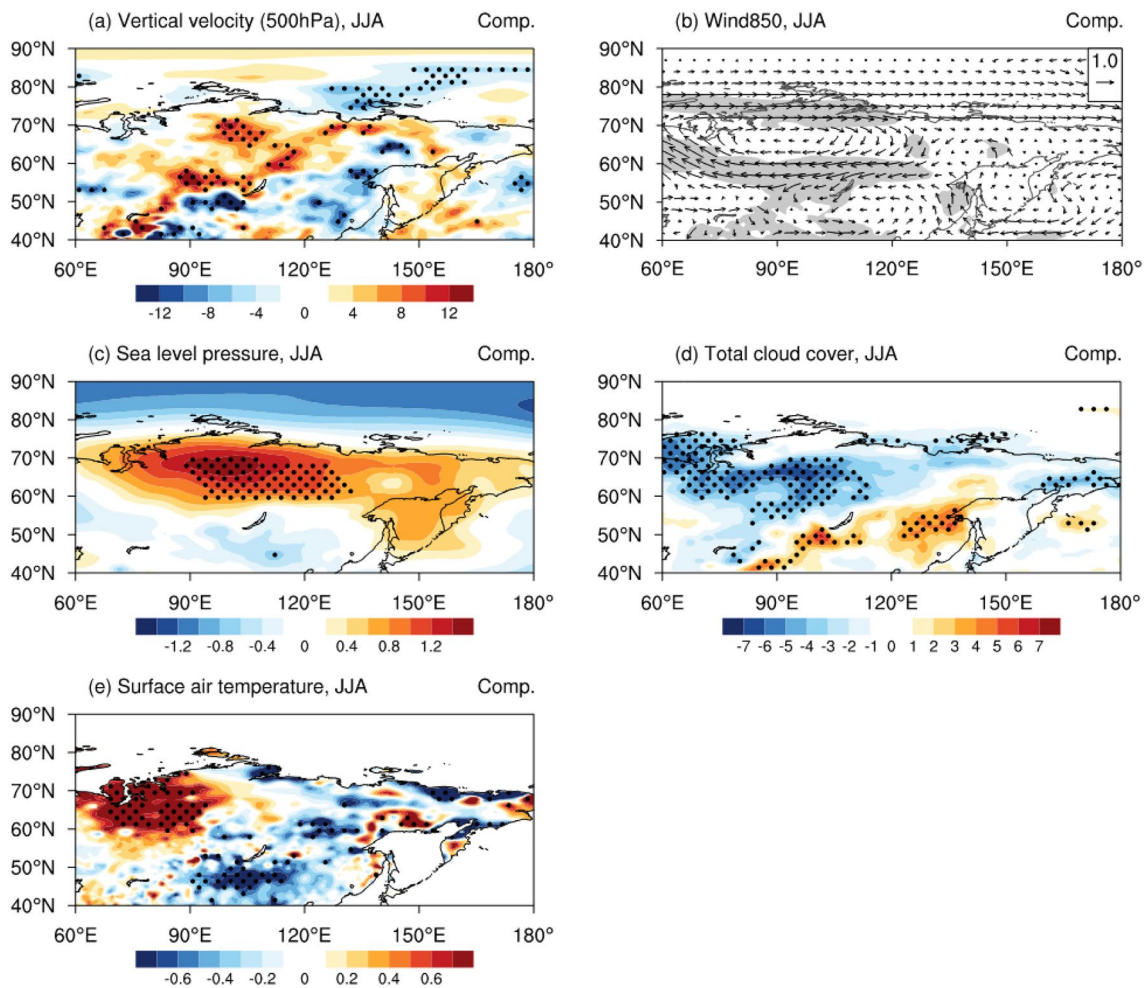 (a) Vertical velocity (500hPa), JJA Comp.
90°N
80°N
70°N
60°N
50°N
40°N
60°E 90°E 120°E 150°E 180°
-12 -8 -4 0 4 8 12
(b) Wind850, JJA Comp.
90°N
1.0
80°N
70°N
60°N
50°N
40°N
60°E 90°E 120°E 150°E 180°
(c) Sea level pressure, JJA Comp.
90°N
80°N
70°N
60°N
50°N
40°N
60°E 90°E 120°E 150°E 180°
-1.2 -0.8 -0.4 0 0.4 0.8 1.2
(d) Total cloud cover, JJA Comp.
90°N
80°N
70°N
60°N
50°N
40°N
60°E 90°E 120°E 150°E 180°
-7 -6 -5 -4 -3 -2 -1 0 1 2 3 4 5 6 7
(e) Surface air temperature, JJA Comp.
90°N
80°N
70°N
60°N
50°N
40°N
60°E 90°E 120°E 150°E 180°
-0.6 -0.4 -0.2 0 0.2 0.4 0.6